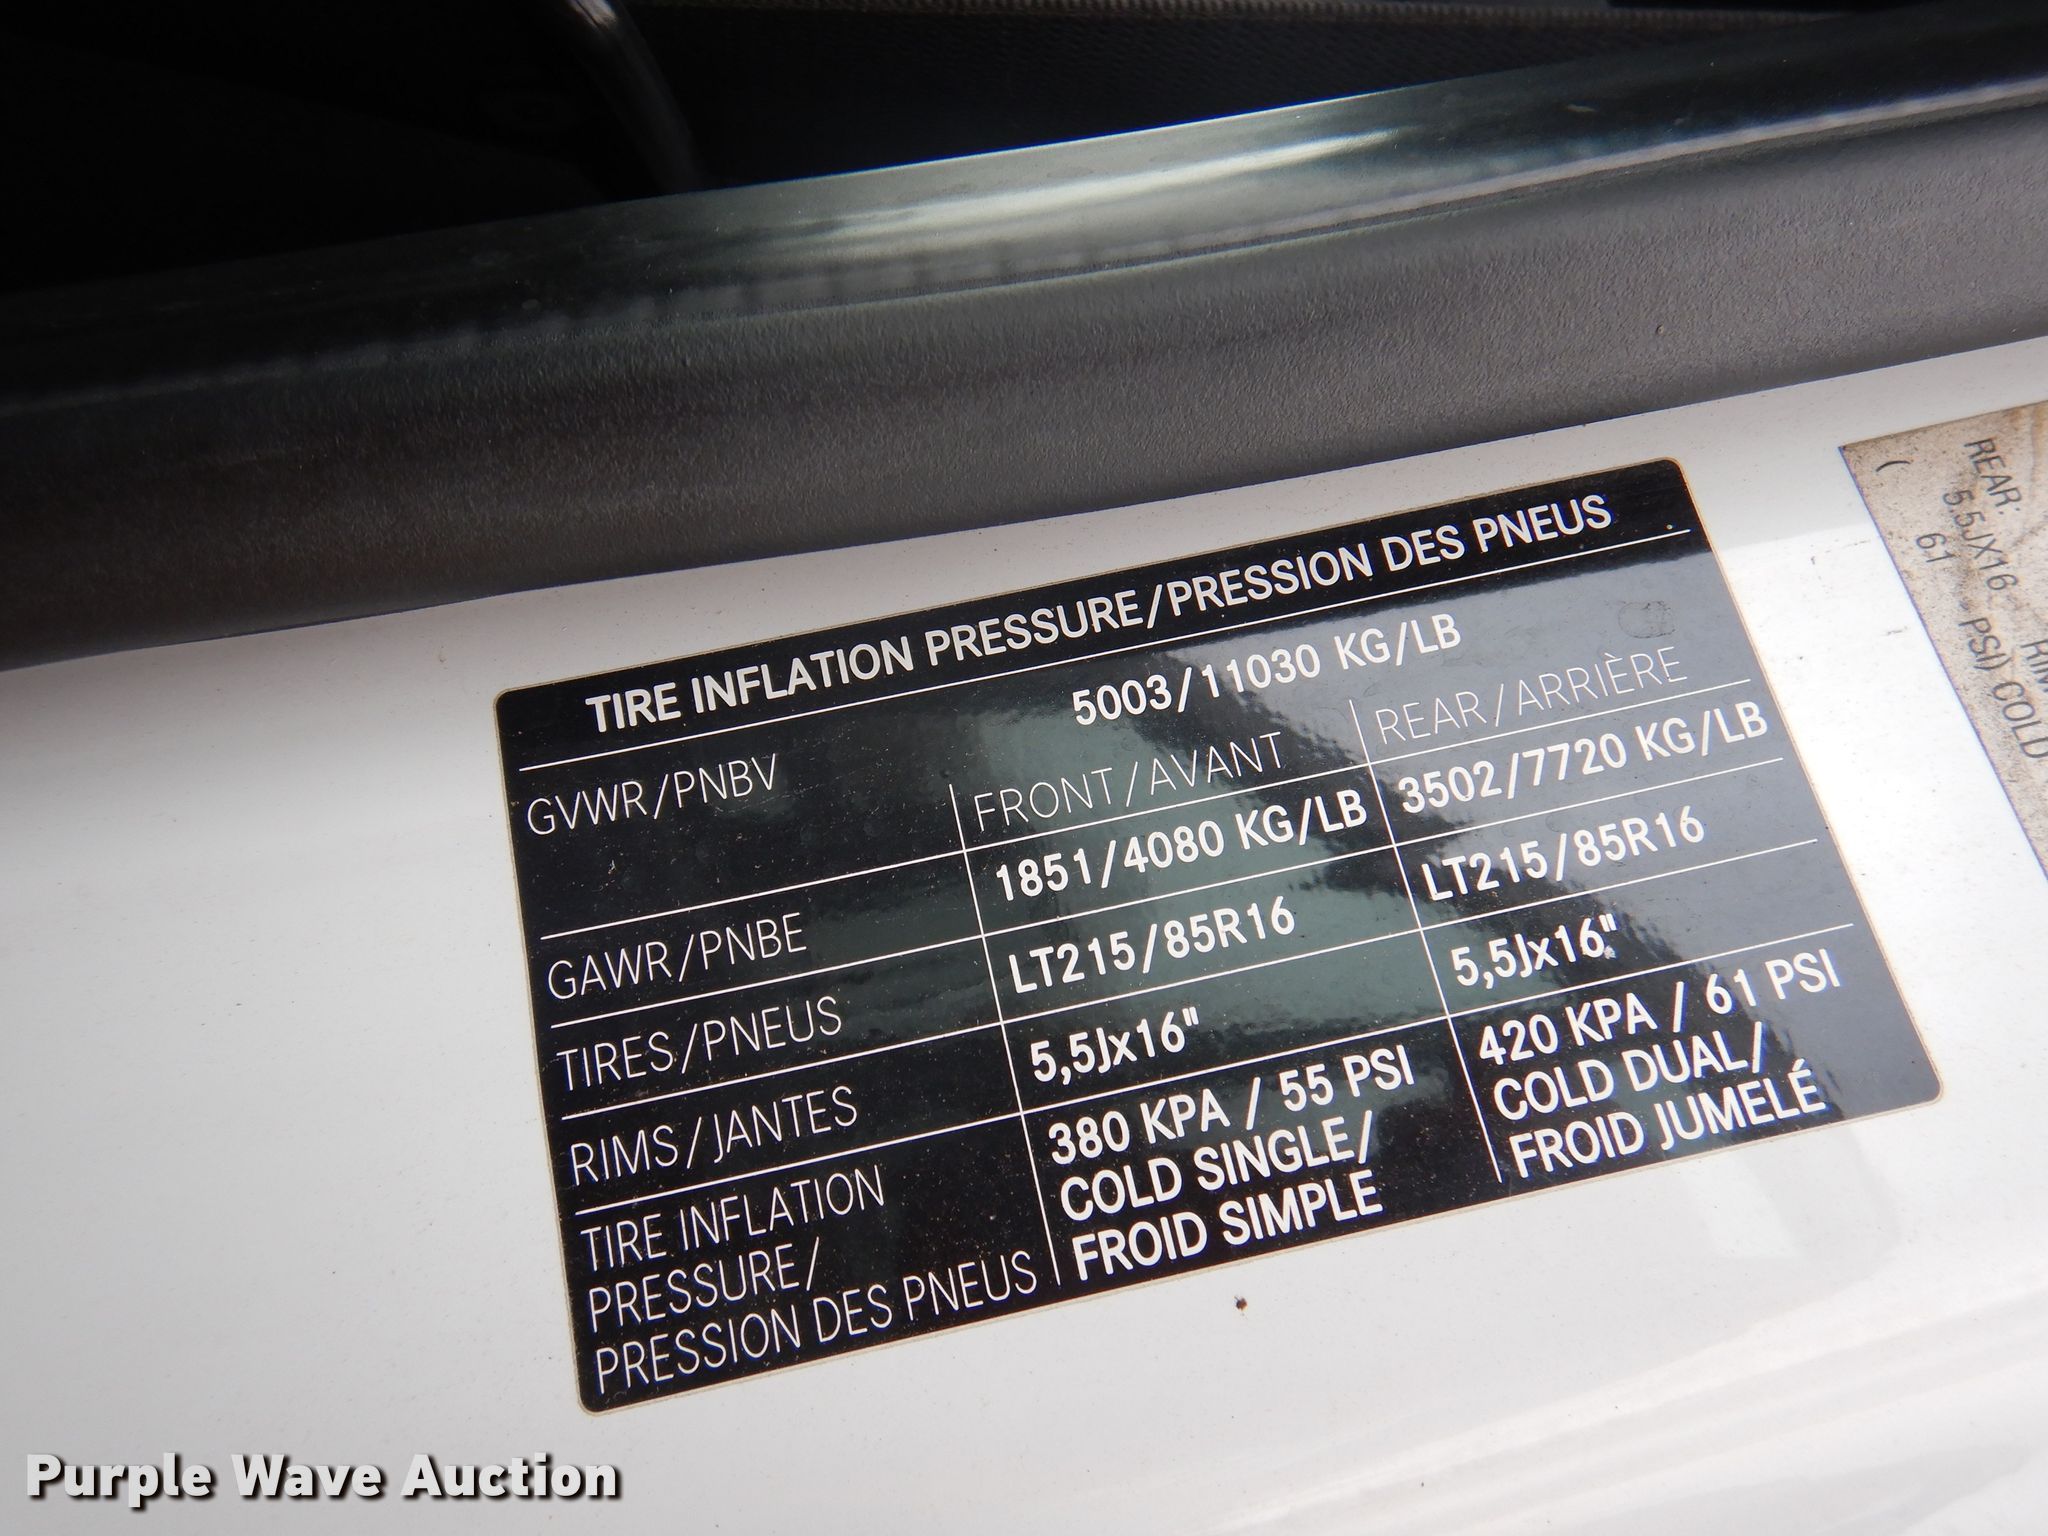 TIRE INFLATION PRESSURE/PRESSION DES PNEUS
GVWR/PNBV 5003/11030 KG/LB
FRONT/AVANT REAR/ARRIÈRE
GAWR/PNBE 1851/4080 KG/LB 3502/7720 KG/LB
TIRES/PNEUS LT215/85R16 LT215/85R16
RIMS/JANTES 5,5Jx16" 5,5Jx16"
TIRE INFLATION 380 KPA / 55 PSI 420 KPA / 61 PSI
PRESSURE/ COLD SINGLE/ COLD DUAL/
PRESSION DES PNEUS FROID SIMPLE FROID JUMELÉ
REAR:
5.5JX16 RIM
( 61 PSI) COLD
Purple Wave Auction